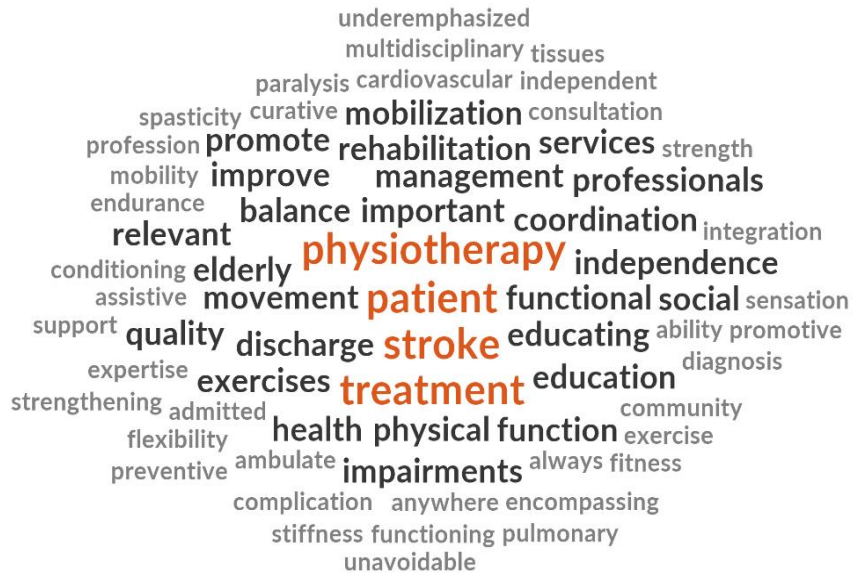 underemphasized
multidisciplinary tissues
paralysis cardiovascular independent
spasticity curative mobilization consultation
profession promote rehabilitation services strength
mobility improve management professionals
endurance balance important coordination
relevant physiotherapy integration
conditioning elderly independence
assistive movement patient functional social sensation
support quality discharge stroke educating ability promotive
expertise exercises treatment education diagnosis
strengthening admitted community
flexibility health physical function exercise
preventive ambulate impairments always fitness
complication anywhere encompassing
stiffness functioning pulmonary
unavoidable